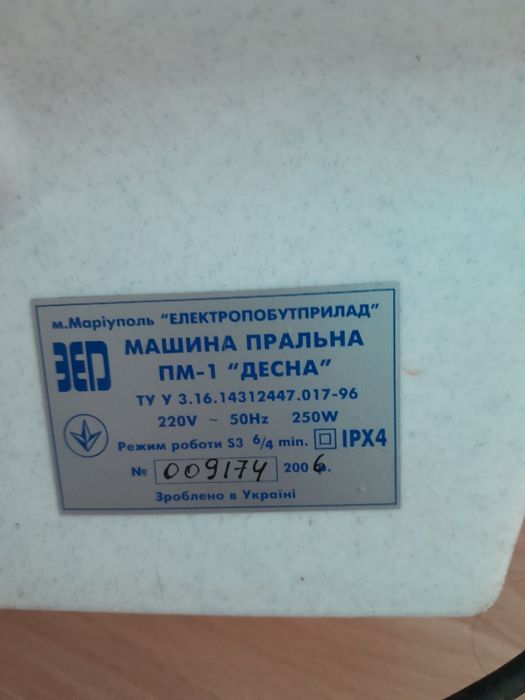 м.Маріуполь "ЕЛЕКТРОПОБУТПРИЛАД"
ЗЕП
МАШИНА ПРАЛЬНА
ПМ-1 "ДЕСНА"
ТУ У 3.16.14312447.017-96
220V ~ 50Hz 250W
Режим роботи S3 6/4 min. IPX4
№ 009174 2006р.
Зроблено в Україні